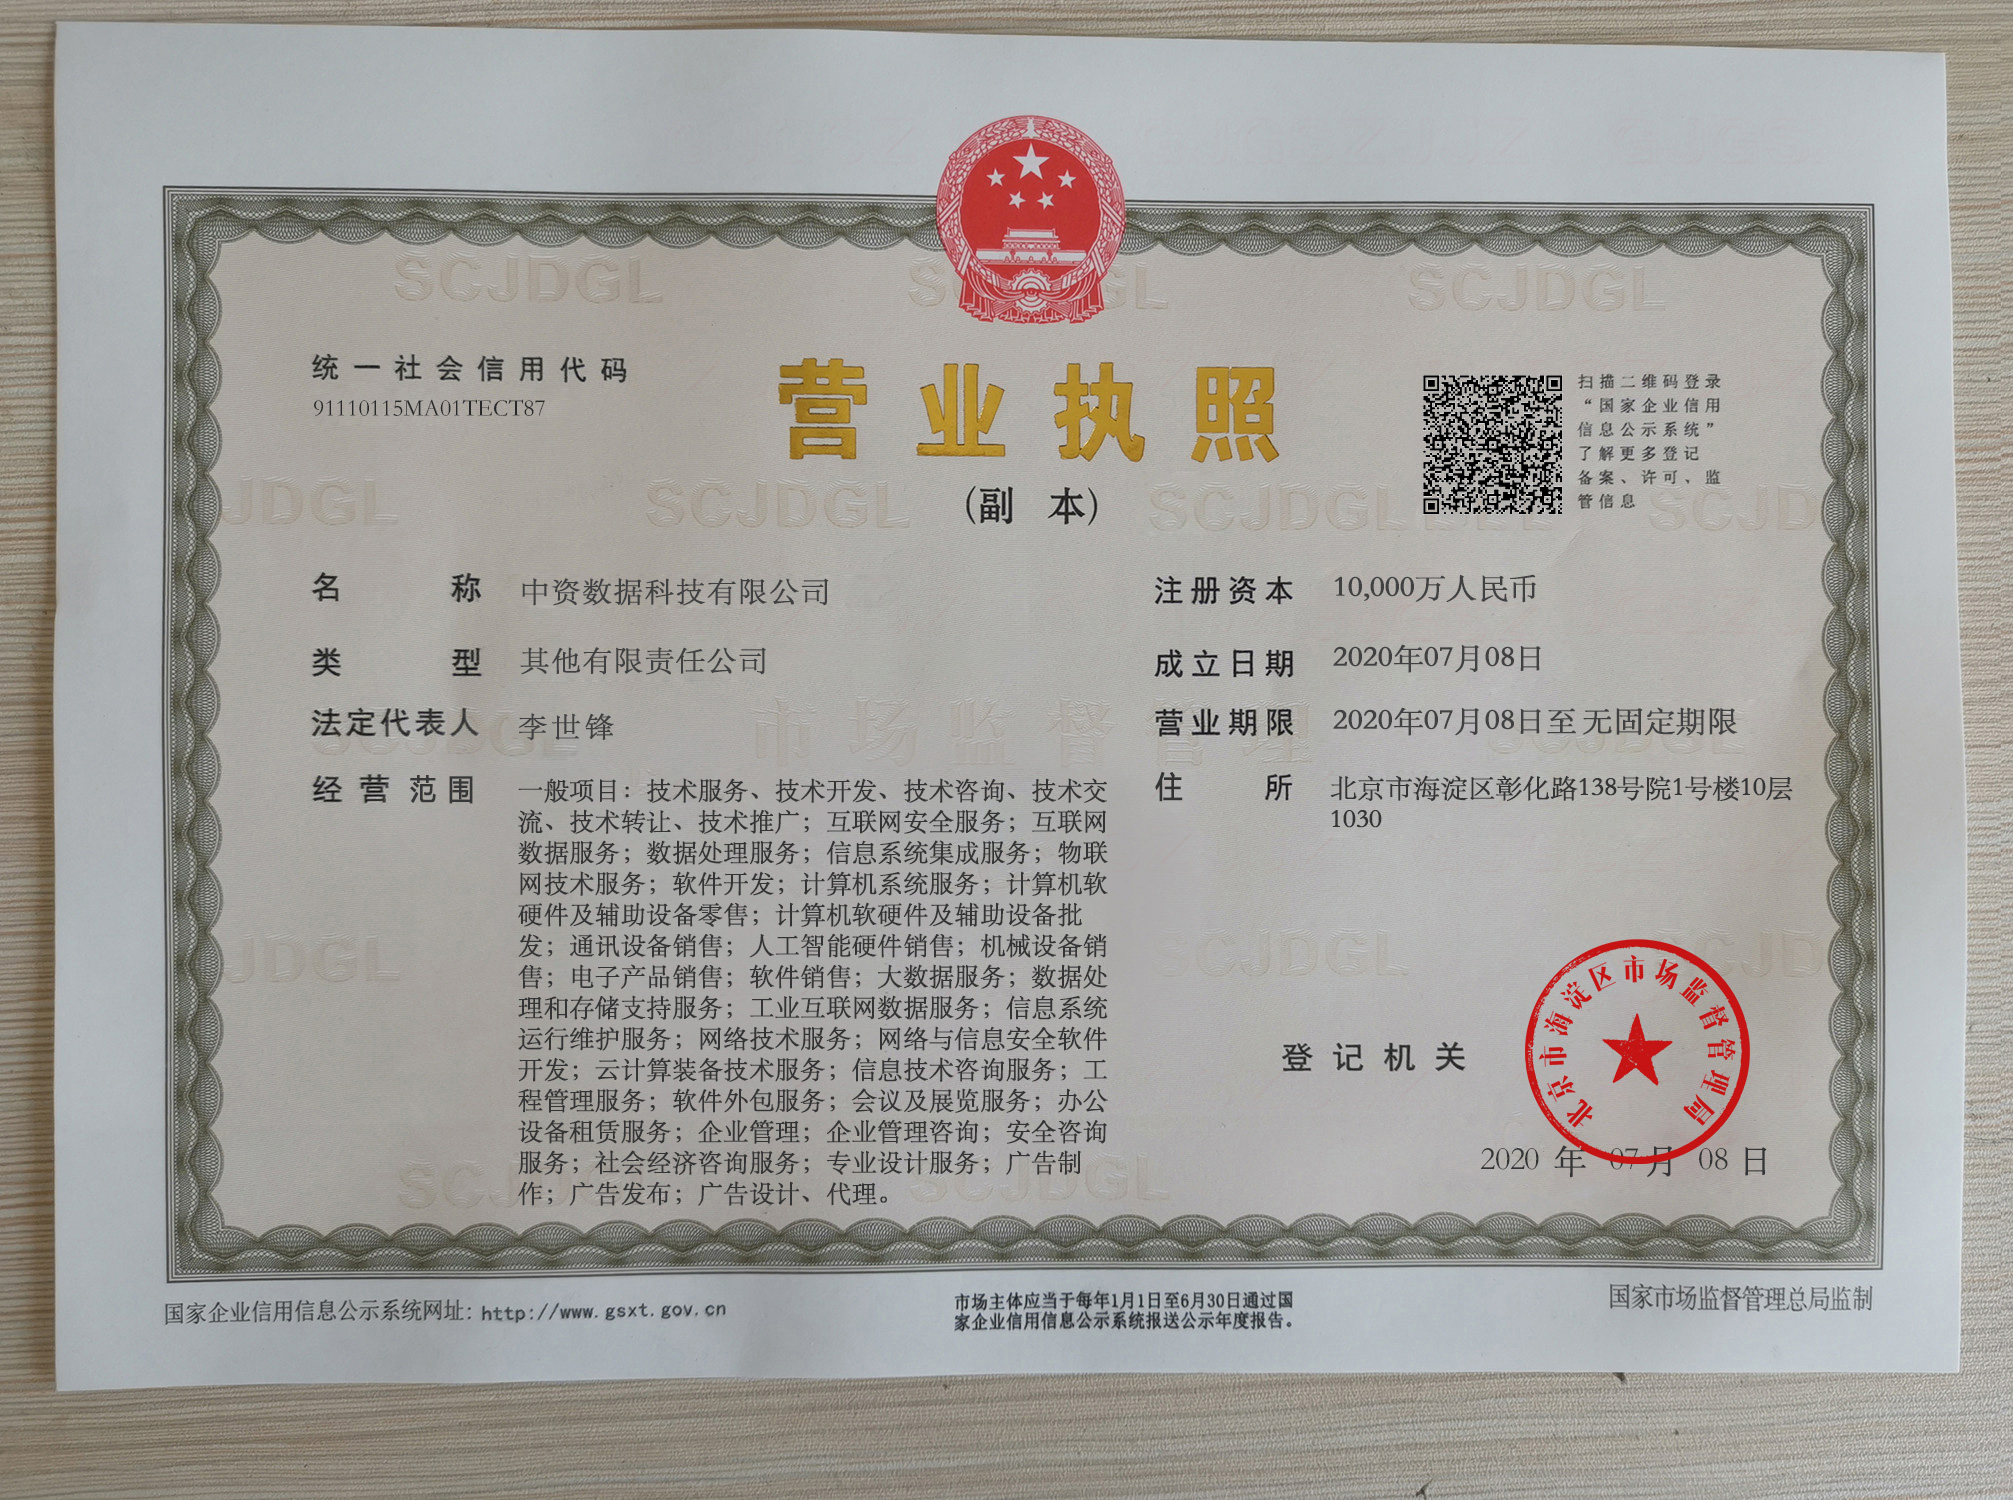 统一社会信用代码
91110115MA01TECT87
营业执照
(副 本)
扫描二维码登录
“国家企业信用
信息公示系统”
了解更多登记
备案、许可、监
管信息
名 称 中资数据科技有限公司
类 型 其他有限责任公司
法定代表人 李世锋
经营范围 一般项目：技术服务、技术开发、技术咨询、技术交
流、技术转让、技术推广；互联网安全服务；互联网
数据服务；数据处理服务；信息系统集成服务；物联
网技术服务；软件开发；计算机系统服务；计算机软
硬件及辅助设备零售；计算机软硬件及辅助设备批
发；通讯设备销售；人工智能硬件销售；机械设备销
售；电子产品销售；软件销售；大数据服务；数据处
理和存储支持服务；工业互联网数据服务；信息系统
运行维护服务；网络技术服务；网络与信息安全软件
开发；云计算装备技术服务；信息技术咨询服务；工
程管理服务；软件外包服务；会议及展览服务；办公
设备租赁服务；企业管理；企业管理咨询；安全咨询
服务；社会经济咨询服务；专业设计服务；广告制
作；广告发布；广告设计、代理。
注册资本 10,000万人民币
成立日期 2020年07月08日
营业期限 2020年07月08日至 无固定期限
住 所 北京市海淀区彰化路138号院1号楼10层
1030
登记机关
北京市海淀区市场监督管理局
2020 年 07 月 08 日
国家企业信用信息公示系统网址：http://www.gsxt.gov.cn
市场主体应当于每年1月1日至6月30日通过国
家企业信用信息公示系统报送公示年度报告。
国家市场监督管理总局监制
SCJDGL
市场监督管理